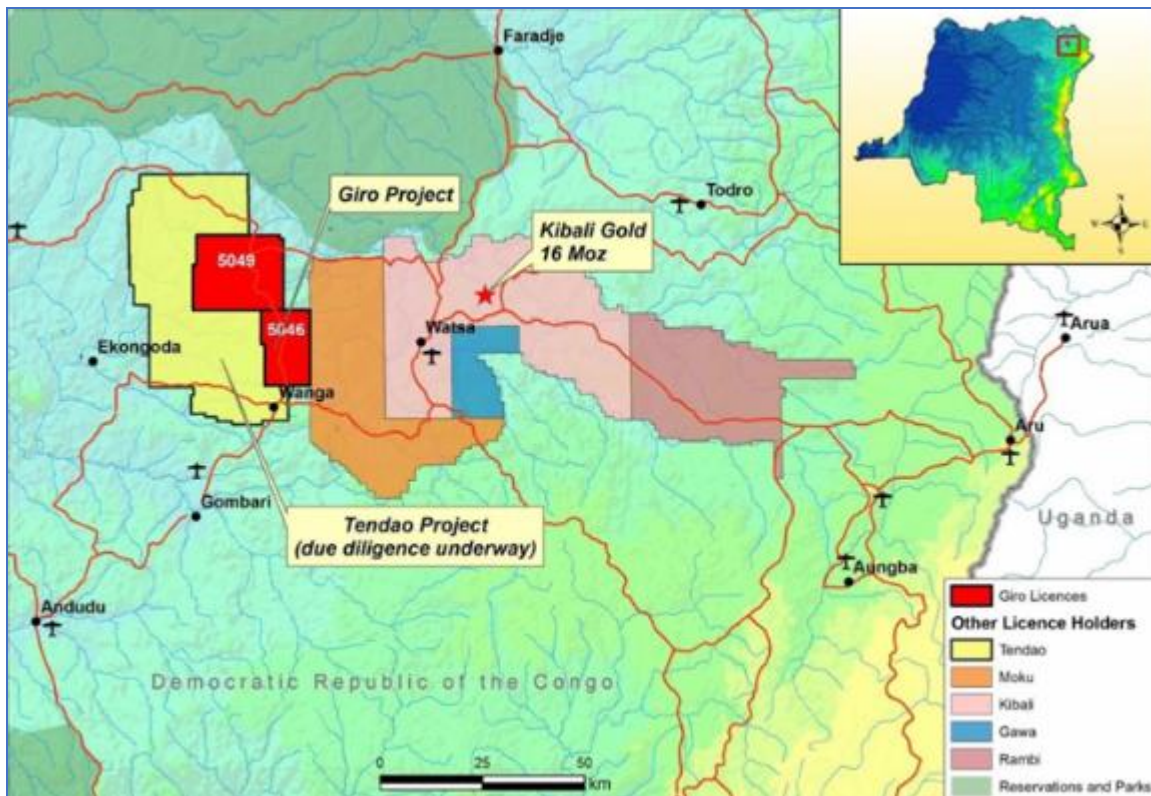 Faradje
Giro Project
Todro
Kibali Gold
16 Moz
5049
5046
Watsa
Arua
Ekongoda
Wanga
Aru
Gombari
Uganda
Tendao Project
(due diligence underway)
Aungba
Andudu
Democratic Republic of the Congo
0 25 50
km
N
W E
S
Giro Licences
Other Licence Holders
Tendao
Moku
Kibali
Gawa
Rambi
Reservations and Parks